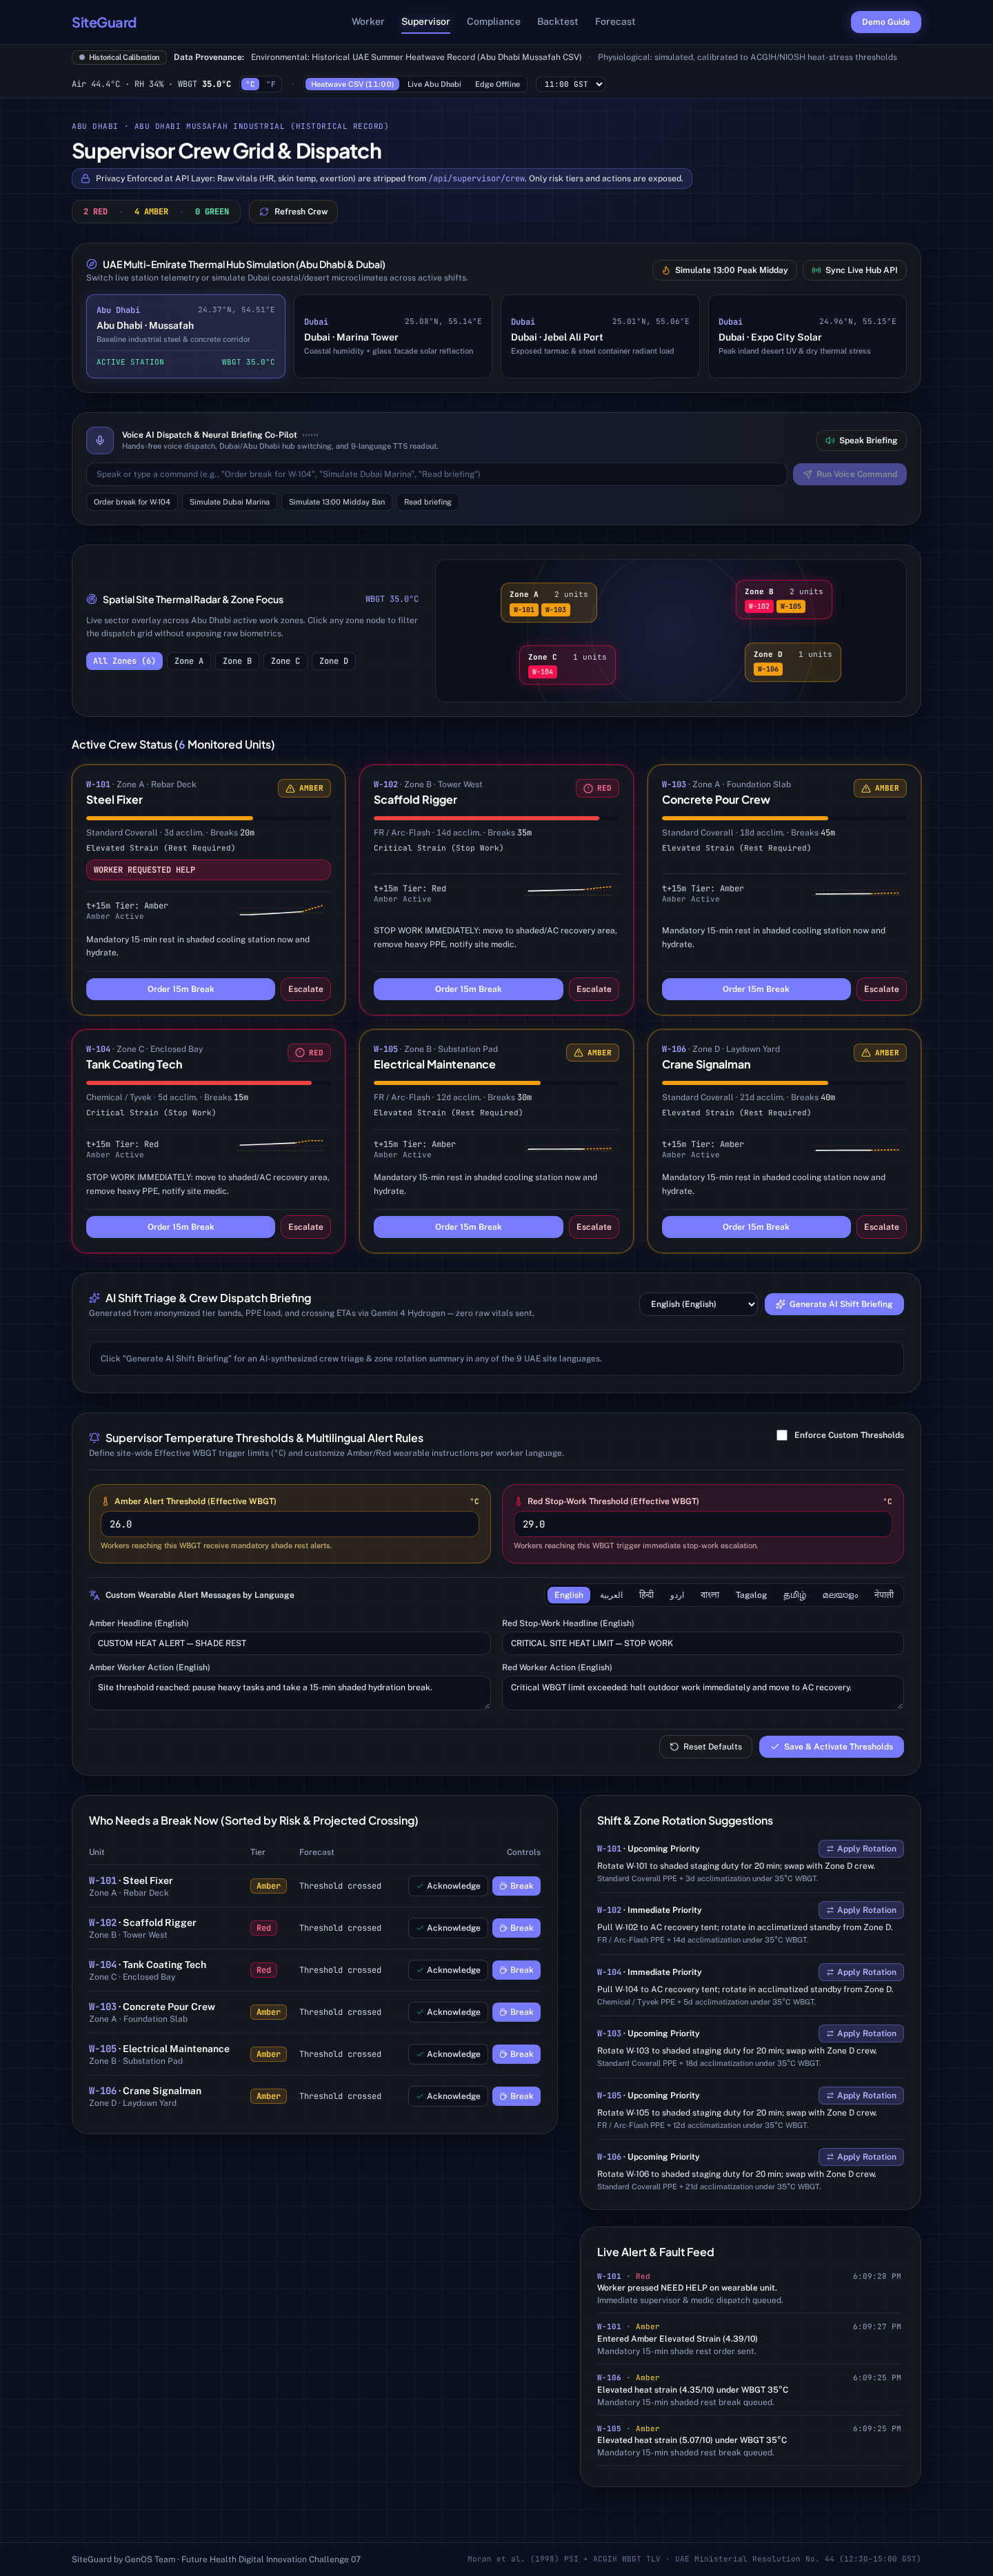 SiteGuard
Worker Supervisor Compliance Backtest Forecast
Demo Guide
Historical Calibration Data Provenance: Environmental: Historical UAE Summer Heatwave Record (Abu Dhabi Mussafah CSV) · Physiological: simulated, calibrated to ACGIH/NIOSH heat-stress thresholds
Air 44.4°C · RH 34% · WBGT 35.0°C °C °F · Heatwave CSV (11:00) Live Abu Dhabi Edge Offline 11:00 GST
ABU DHABI · ABU DHABI MUSSAFAH INDUSTRIAL (HISTORICAL RECORD)
Supervisor Crew Grid & Dispatch
Privacy Enforced at API Layer: Raw vitals (HR, skin temp, exertion) are stripped from /api/supervisor/crew. Only risk tiers and actions are exposed.
2 RED · 4 AMBER · 0 GREEN
Refresh Crew
UAE Multi-Emirate Thermal Hub Simulation (Abu Dhabi & Dubai)
Switch live station telemetry or simulate Dubai coastal/desert microclimates across active shifts.
Simulate 13:00 Peak Midday
Sync Live Hub API
Abu Dhabi 24.37°N, 54.51°E
Abu Dhabi · Mussafah
Baseline industrial steel & concrete corridor
ACTIVE STATION WBGT 35.0°C
Dubai 25.08°N, 55.14°E
Dubai · Marina Tower
Coastal humidity + glass facade solar reflection
Dubai 25.01°N, 55.06°E
Dubai · Jebel Ali Port
Exposed tarmac & steel container radiant load
Dubai 24.96°N, 55.15°E
Dubai · Expo City Solar
Peak inland desert UV & dry thermal stress
Voice AI Dispatch & Neural Briefing Co-Pilot
Hands-free voice dispatch, Dubai/Abu Dhabi hub switching, and 9-language TTS readout.
Speak Briefing
Speak or type a command (e.g., "Order break for W-104", "Simulate Dubai Marina", "Read briefing")
Run Voice Command
Order break for W-104 Simulate Dubai Marina Simulate 13:00 Midday Ban Read briefing
Spatial Site Thermal Radar & Zone Focus WBGT 35.0°C
Live sector overlay across Abu Dhabi active work zones. Click any zone node to filter
the dispatch grid without exposing raw biometrics.
All Zones (6) Zone A Zone B Zone C Zone D
Zone A 2 units
W-101 W-103
Zone B 2 units
W-102 W-105
Zone C 1 units
W-104
Zone D 1 units
W-106
Active Crew Status (6 Monitored Units)
W-101 · Zone A · Rebar Deck
AMBER
Steel Fixer
Standard Coverall · 3d acclim. · Breaks 20m
Elevated Strain (Rest Required)
WORKER REQUESTED HELP
t+15m Tier: Amber
Amber Active
Mandatory 15-min rest in shaded cooling station now and
hydrate.
Order 15m Break Escalate
W-102 · Zone B · Tower West
RED
Scaffold Rigger
FR / Arc-Flash · 14d acclim. · Breaks 35m
Critical Strain (Stop Work)
t+15m Tier: Red
Amber Active
STOP WORK IMMEDIATELY: move to shaded/AC recovery area,
remove heavy PPE, notify site medic.
Order 15m Break Escalate
W-103 · Zone A · Foundation Slab
AMBER
Concrete Pour Crew
Standard Coverall · 18d acclim. · Breaks 45m
Elevated Strain (Rest Required)
t+15m Tier: Amber
Amber Active
Mandatory 15-min rest in shaded cooling station now and
hydrate.
Order 15m Break Escalate
W-104 · Zone C · Enclosed Bay
RED
Tank Coating Tech
Chemical / Tyvek · 5d acclim. · Breaks 15m
Critical Strain (Stop Work)
t+15m Tier: Red
Amber Active
STOP WORK IMMEDIATELY: move to shaded/AC recovery area,
remove heavy PPE, notify site medic.
Order 15m Break Escalate
W-105 · Zone B · Substation Pad
AMBER
Electrical Maintenance
FR / Arc-Flash · 12d acclim. · Breaks 30m
Elevated Strain (Rest Required)
t+15m Tier: Amber
Amber Active
Mandatory 15-min rest in shaded cooling station now and
hydrate.
Order 15m Break Escalate
W-106 · Zone D · Laydown Yard
AMBER
Crane Signalman
Standard Coverall · 21d acclim. · Breaks 40m
Elevated Strain (Rest Required)
t+15m Tier: Amber
Amber Active
Mandatory 15-min rest in shaded cooling station now and
hydrate.
Order 15m Break Escalate
AI Shift Triage & Crew Dispatch Briefing
Generated from anonymized tier bands, PPE load, and crossing ETAs via Gemini 4 Hydrogen — zero raw vitals sent.
English (English)
Generate AI Shift Briefing
Click "Generate AI Shift Briefing" for an AI-synthesized crew triage & zone rotation summary in any of the 9 UAE site languages.
Supervisor Temperature Thresholds & Multilingual Alert Rules
Define site-wide Effective WBGT trigger limits (°C) and customize Amber/Red wearable instructions per worker language.
Enforce Custom Thresholds
Amber Alert Threshold (Effective WBGT) °C
26.0
Workers reaching this WBGT receive mandatory shade rest alerts.
Red Stop-Work Threshold (Effective WBGT) °C
29.0
Workers reaching this WBGT trigger immediate stop-work escalation.
Custom Wearable Alert Messages by Language
English العربية हिन्दी اردو বাংলা Tagalog தமிழ் മലയാളം नेपाली
Amber Headline (English)
CUSTOM HEAT ALERT — SHADE REST
Red Stop-Work Headline (English)
CRITICAL SITE HEAT LIMIT — STOP WORK
Amber Worker Action (English)
Site threshold reached: pause heavy tasks and take a 15-min shaded hydration break.
Red Worker Action (English)
Critical WBGT limit exceeded: halt outdoor work immediately and move to AC recovery.
Reset Defaults
Save & Activate Thresholds
Who Needs a Break Now (Sorted by Risk & Projected Crossing)
Unit Tier Forecast Controls
W-101 · Steel Fixer
Zone A · Rebar Deck
Amber Threshold crossed Acknowledge Break
W-102 · Scaffold Rigger
Zone B · Tower West
Red Threshold crossed Acknowledge Break
W-104 · Tank Coating Tech
Zone C · Enclosed Bay
Red Threshold crossed Acknowledge Break
W-103 · Concrete Pour Crew
Zone A · Foundation Slab
Amber Threshold crossed Acknowledge Break
W-105 · Electrical Maintenance
Zone B · Substation Pad
Amber Threshold crossed Acknowledge Break
W-106 · Crane Signalman
Zone D · Laydown Yard
Amber Threshold crossed Acknowledge Break
Shift & Zone Rotation Suggestions
W-101 · Upcoming Priority Apply Rotation
Rotate W-101 to shaded staging duty for 20 min; swap with Zone D crew.
Standard Coverall PPE + 3d acclimatization under 35°C WBGT.
W-102 · Immediate Priority Apply Rotation
Pull W-102 to AC recovery tent; rotate in acclimatized standby from Zone D.
FR / Arc-Flash PPE + 14d acclimatization under 35°C WBGT.
W-104 · Immediate Priority Apply Rotation
Pull W-104 to AC recovery tent; rotate in acclimatized standby from Zone D.
Chemical / Tyvek PPE + 5d acclimatization under 35°C WBGT.
W-103 · Upcoming Priority Apply Rotation
Rotate W-103 to shaded staging duty for 20 min; swap with Zone D crew.
Standard Coverall PPE + 18d acclimatization under 35°C WBGT.
W-105 · Upcoming Priority Apply Rotation
Rotate W-105 to shaded staging duty for 20 min; swap with Zone D crew.
FR / Arc-Flash PPE + 12d acclimatization under 35°C WBGT.
W-106 · Upcoming Priority Apply Rotation
Rotate W-106 to shaded staging duty for 20 min; swap with Zone D crew.
Standard Coverall PPE + 21d acclimatization under 35°C WBGT.
Live Alert & Fault Feed
W-101 · Red 6:09:28 PM
Worker pressed NEED HELP on wearable unit.
Immediate supervisor & medic dispatch queued.
W-101 · Amber 6:09:27 PM
Entered Amber Elevated Strain (4.39/10)
Mandatory 15-min shade rest order sent.
W-106 · Amber 6:09:25 PM
Elevated heat strain (4.35/10) under WBGT 35°C
Mandatory 15-min shaded rest break queued.
W-105 · Amber 6:09:25 PM
Elevated heat strain (5.07/10) under WBGT 35°C
Mandatory 15-min shaded rest break queued.
SiteGuard by GenOS Team · Future Health Digital Innovation Challenge 07
Moran et al. (1998) PSI + ACGIH WBGT TLV · UAE Ministerial Resolution No. 44 (12:30–15:00 GST)